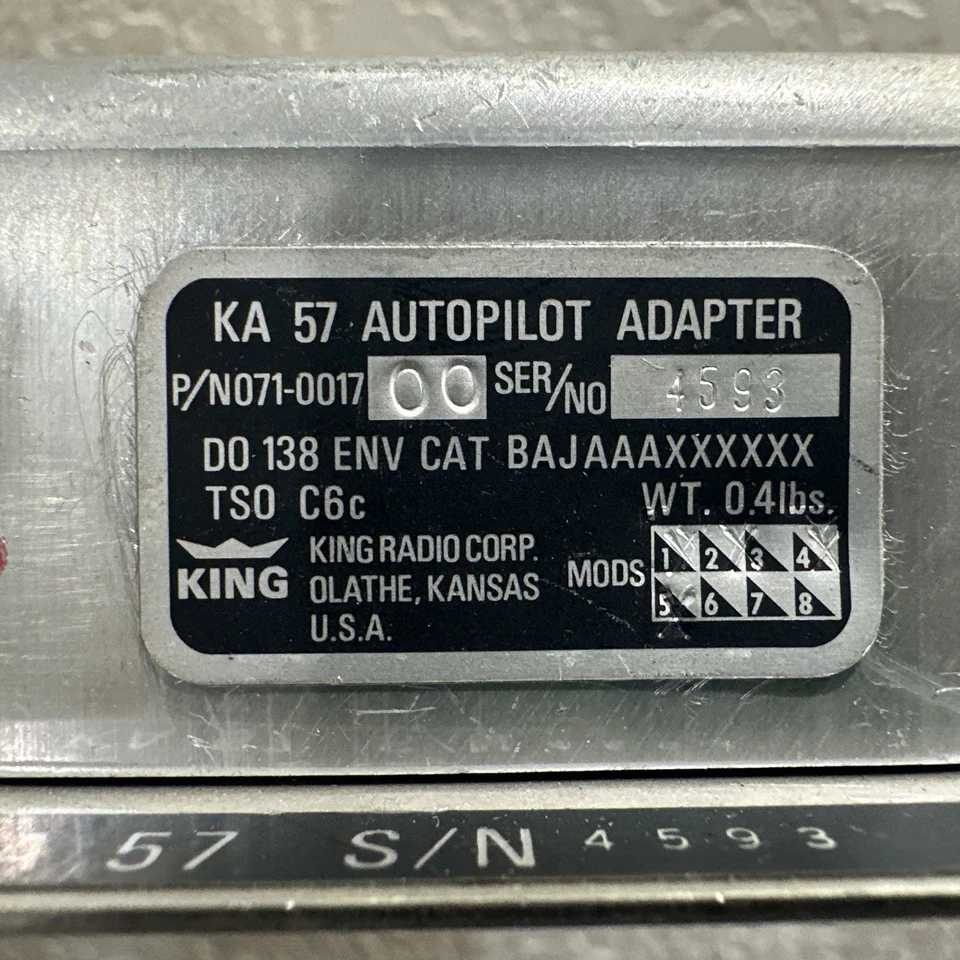 KA 57 AUTOPILOT ADAPTER
P/N071-0017 00 SER/NO 4593
DO 138 ENV CAT BAJAAAXXXXXX
TSO C6c WT. 0.4lbs.
KING
KING RADIO CORP.
OLATHE, KANSAS
U.S.A.
MODS
1 2 3 4
5 6 7 8
57 S/N 4593